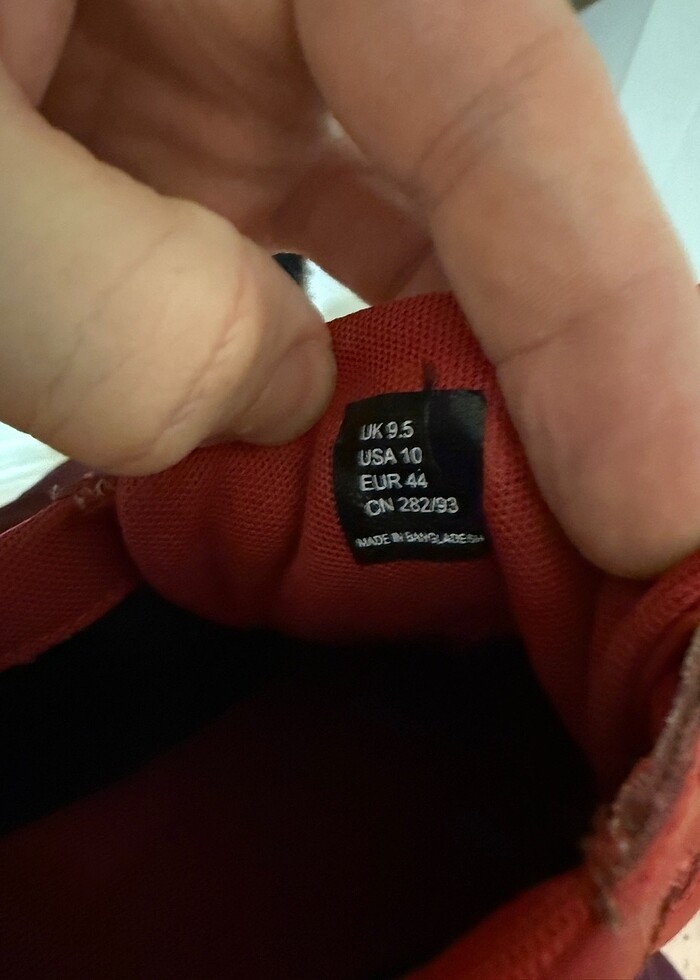 UK 9.5
USA 10
EUR 44
CN 282/93
MADE IN BANGLADESH